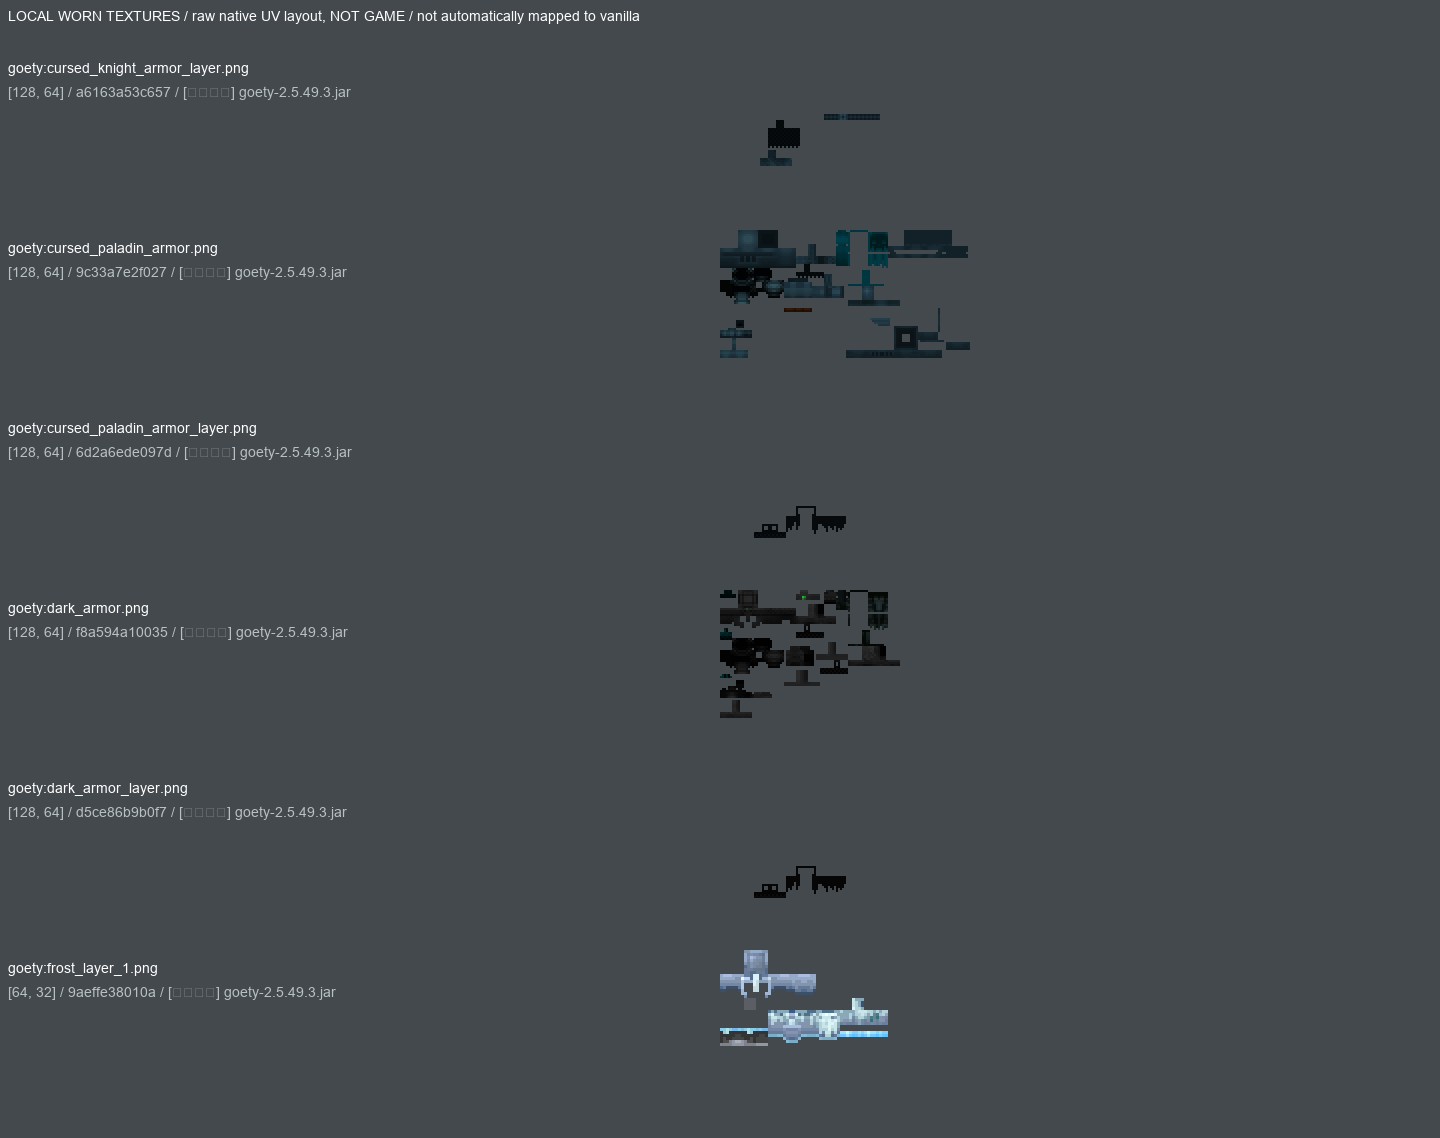 LOCAL WORN TEXTURES / raw native UV layout, NOT GAME / not automatically mapped to vanilla
goety:cursed_knight_armor_layer.png
[128, 64] / a6163a53c657 / [□□□□] goety-2.5.49.3.jar
goety:cursed_paladin_armor.png
[128, 64] / 9c33a7e2f027 / [□□□□] goety-2.5.49.3.jar
goety:cursed_paladin_armor_layer.png
[128, 64] / 6d2a6ede097d / [□□□□] goety-2.5.49.3.jar
goety:dark_armor.png
[128, 64] / f8a594a10035 / [□□□□] goety-2.5.49.3.jar
goety:dark_armor_layer.png
[128, 64] / d5ce86b9b0f7 / [□□□□] goety-2.5.49.3.jar
goety:frost_layer_1.png
[64, 32] / 9aeffe38010a / [□□□□] goety-2.5.49.3.jar